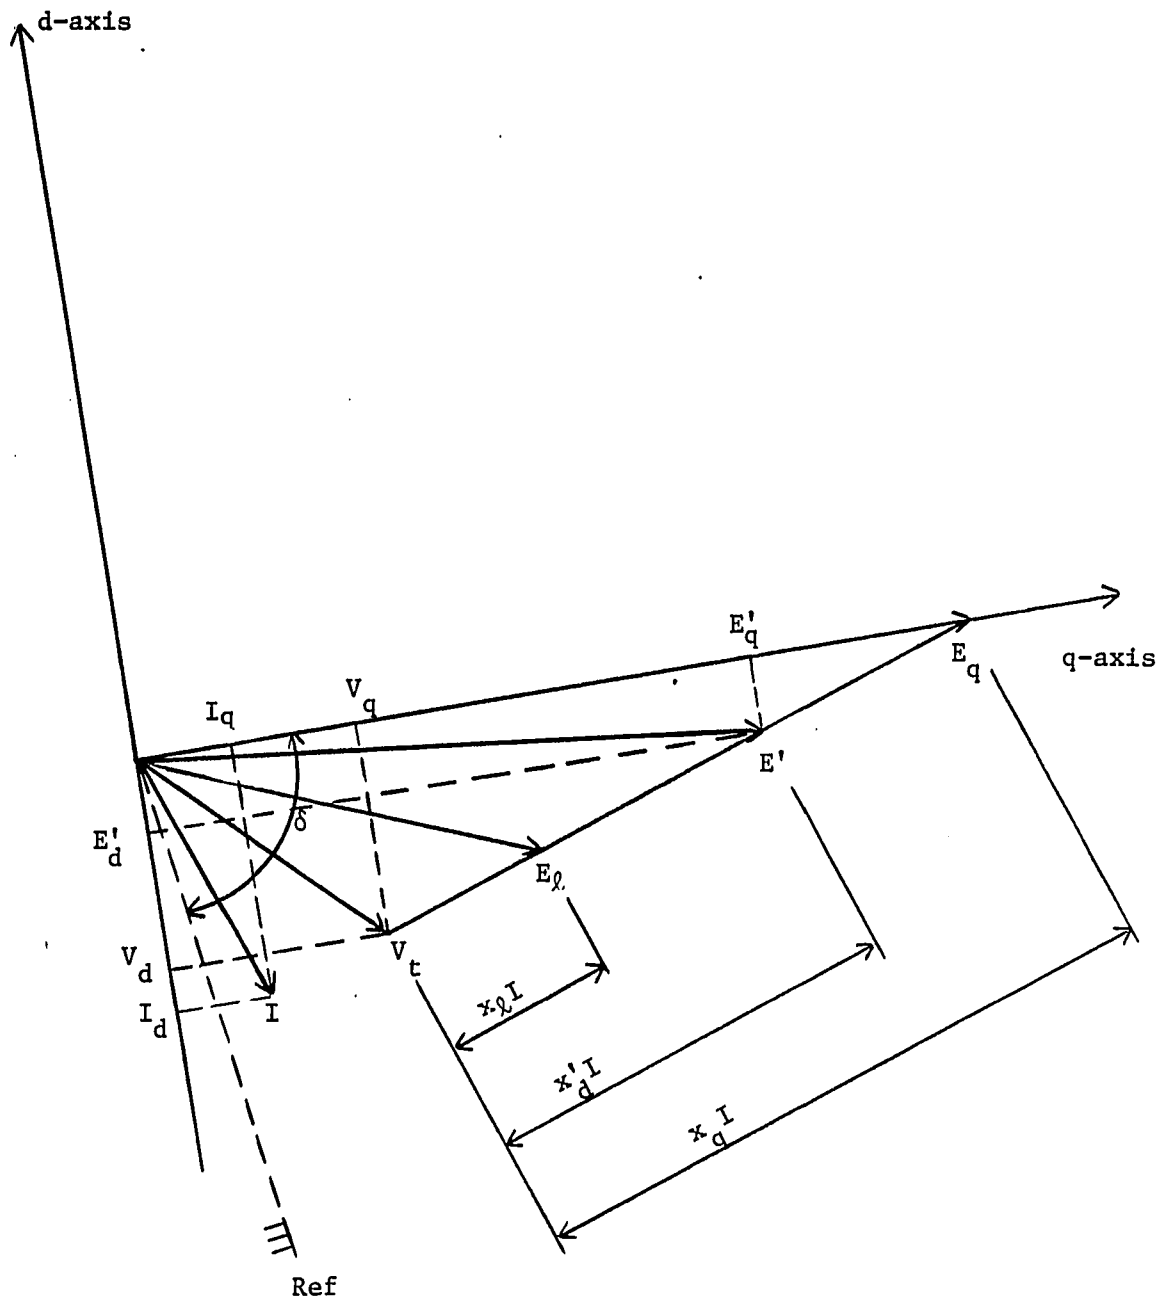 d-axis
E'q
Eq
q-axis
Vq
Iq
E'
δ
E'd
Eℓ
Vd
Vt
Id
I
xℓI
x'dI
xqI
Ref